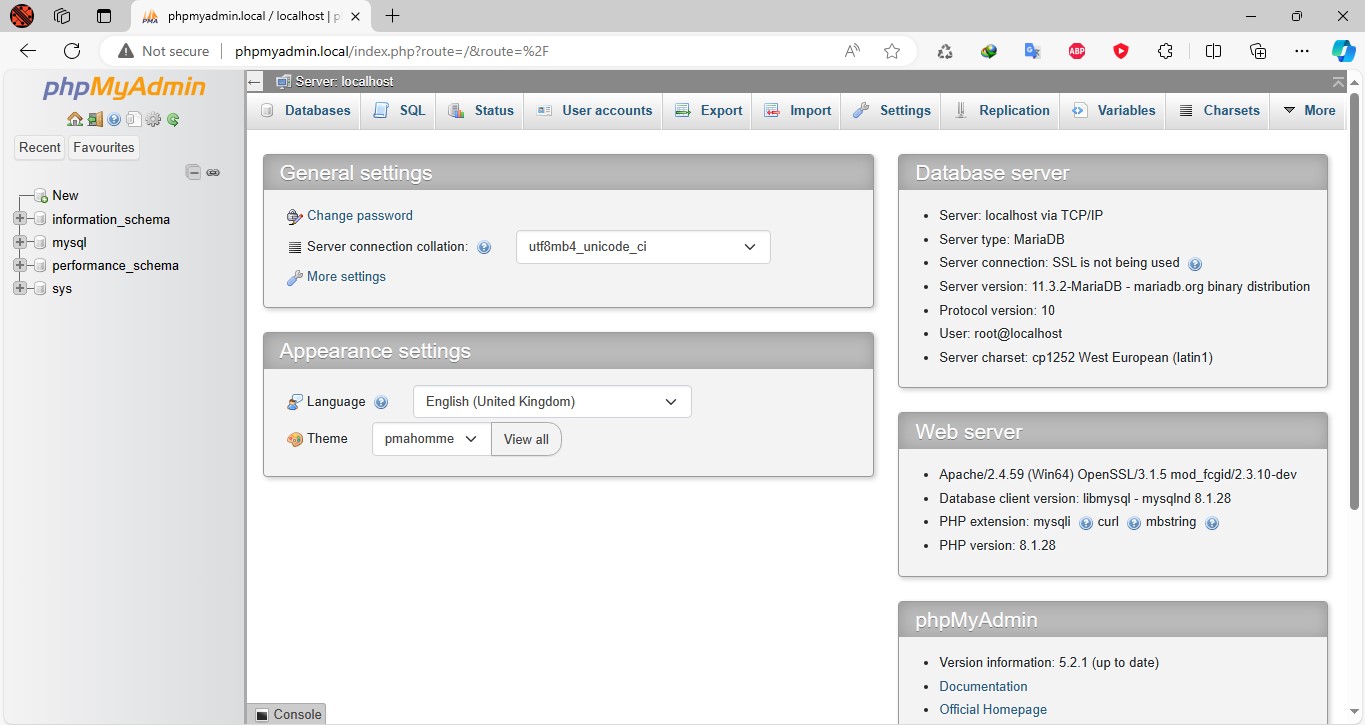 phpmyadmin.local / localhost | p
Not secure
phpmyadmin.local/index.php?route=/&route=%2F
ABP
phpMyAdmin
Recent
Favourites
New
information_schema
mysql
performance_schema
sys
Server: localhost
Databases
SQL
Status
User accounts
Export
Import
Settings
Replication
Variables
Charsets
More
General settings
Change password
Server connection collation:
utf8mb4_unicode_ci
More settings
Appearance settings
Language
English (United Kingdom)
Theme
pmahomme
View all
Database server
Server: localhost via TCP/IP
Server type: MariaDB
Server connection: SSL is not being used
Server version: 11.3.2-MariaDB - mariadb.org binary distribution
Protocol version: 10
User: root@localhost
Server charset: cp1252 West European (latin1)
Web server
Apache/2.4.59 (Win64) OpenSSL/3.1.5 mod_fcgid/2.3.10-dev
Database client version: libmysql - mysqlnd 8.1.28
PHP extension: mysqli curl mbstring
PHP version: 8.1.28
phpMyAdmin
Version information: 5.2.1 (up to date)
Documentation
Official Homepage
Console